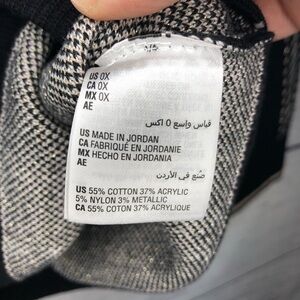 US 0X
CA 0X
MX 0X
AE
قياس واسع 0 اكس
US MADE IN JORDAN
CA FABRIQUÉ EN JORDANIE
MX HECHO EN JORDANIA
AE
صُنع في الأردن
US 55% COTTON 37% ACRYLIC
5% NYLON 3% METALLIC
CA 55% COTON 37% ACRYLIQUE